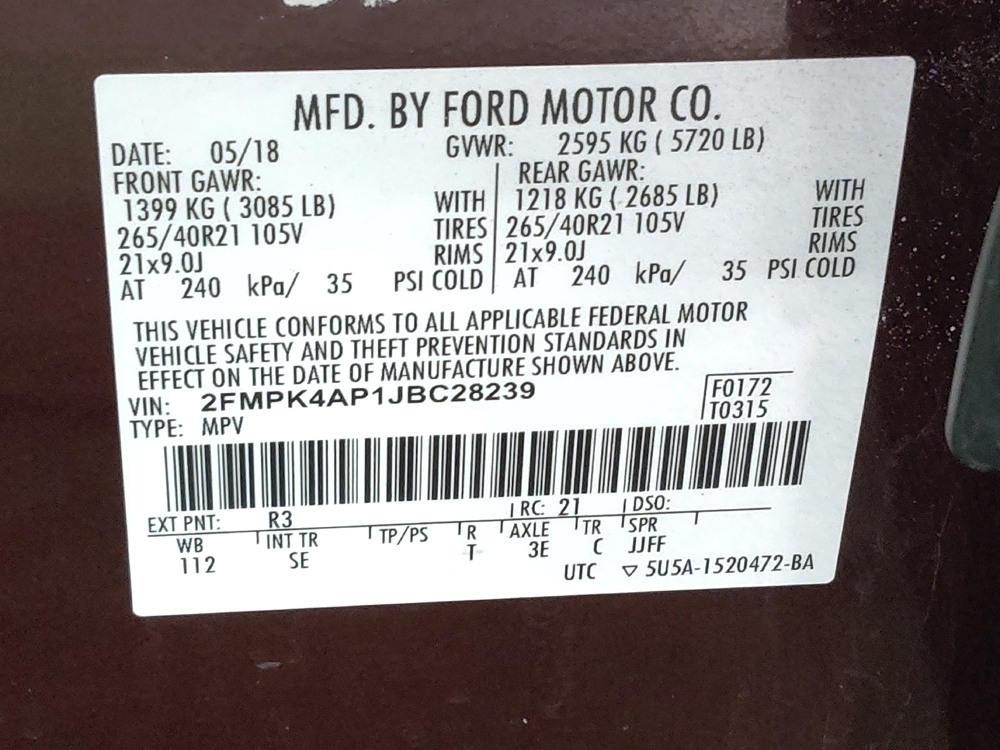 MFD. BY FORD MOTOR CO.
DATE: 05/18 GVWR: 2595 KG ( 5720 LB)
FRONT GAWR: REAR GAWR:
1399 KG ( 3085 LB) WITH 1218 KG ( 2685 LB) WITH
265/40R21 105V TIRES 265/40R21 105V TIRES
21x9.0J RIMS 21x9.0J RIMS
AT 240 kPa/ 35 PSI COLD AT 240 kPa/ 35 PSI COLD
THIS VEHICLE CONFORMS TO ALL APPLICABLE FEDERAL MOTOR
VEHICLE SAFETY AND THEFT PREVENTION STANDARDS IN
EFFECT ON THE DATE OF MANUFACTURE SHOWN ABOVE.
VIN: 2FMPK4AP1JBC28239 F0172
TYPE: MPV T0315
EXT PNT: R3 RC: 21 DSO:
WB INT TR TP/PS R AXLE TR SPR
112 SE T 3E C JJFF
UTC ▽ 5U5A-1520472-BA